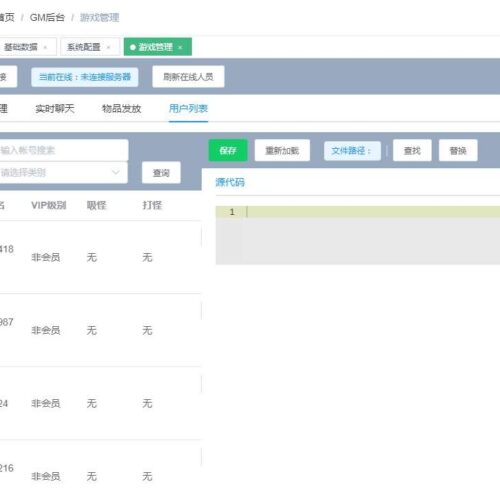 首页 / GM后台 / 游戏管理
基础数据 × 系统配置 × 游戏管理 ×
接 当前在线：未连接服务器 刷新在线人员
理 实时聊天 物品发放 用户列表
输入帐号搜索 保存 重新加载 文件路径： 查找 替换
请选择类别 查询
源代码
名 VIP级别 吸怪 打怪
1
418 非会员 无 无
987 非会员 无 无
24 非会员 无 无
216 非会员 无 无